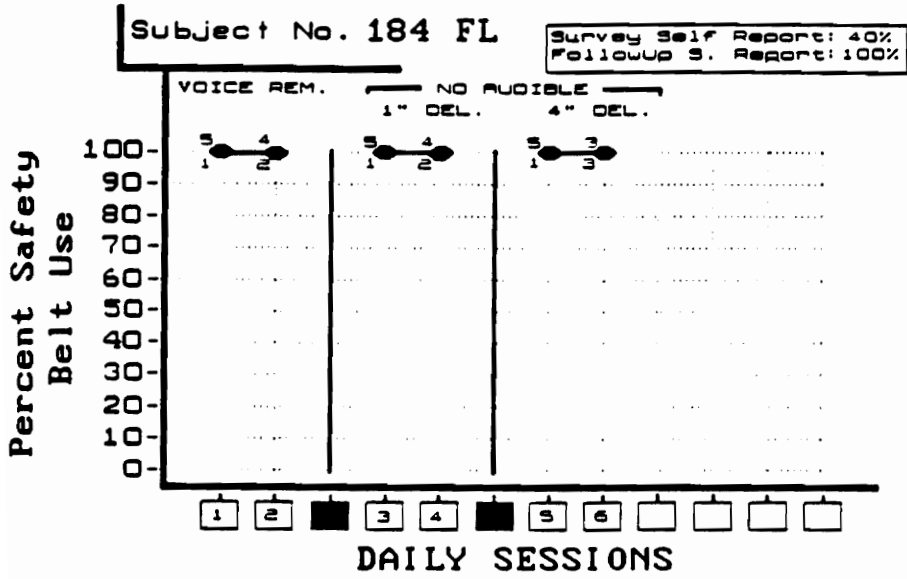 Subject No. 184 FL
Survey Self Report: 40%
Followup S. Report: 100%
VOICE REM.
NO AUDIBLE
1" DEL.
4" DEL.
5 4 5 4 5 3
100-
1 2 1 2 1 3
90-
80-
70-
60-
50-
40-
30-
20-
10-
0-
Percent Safety
Belt Use
1 2 3 4 5 6
DAILY SESSIONS